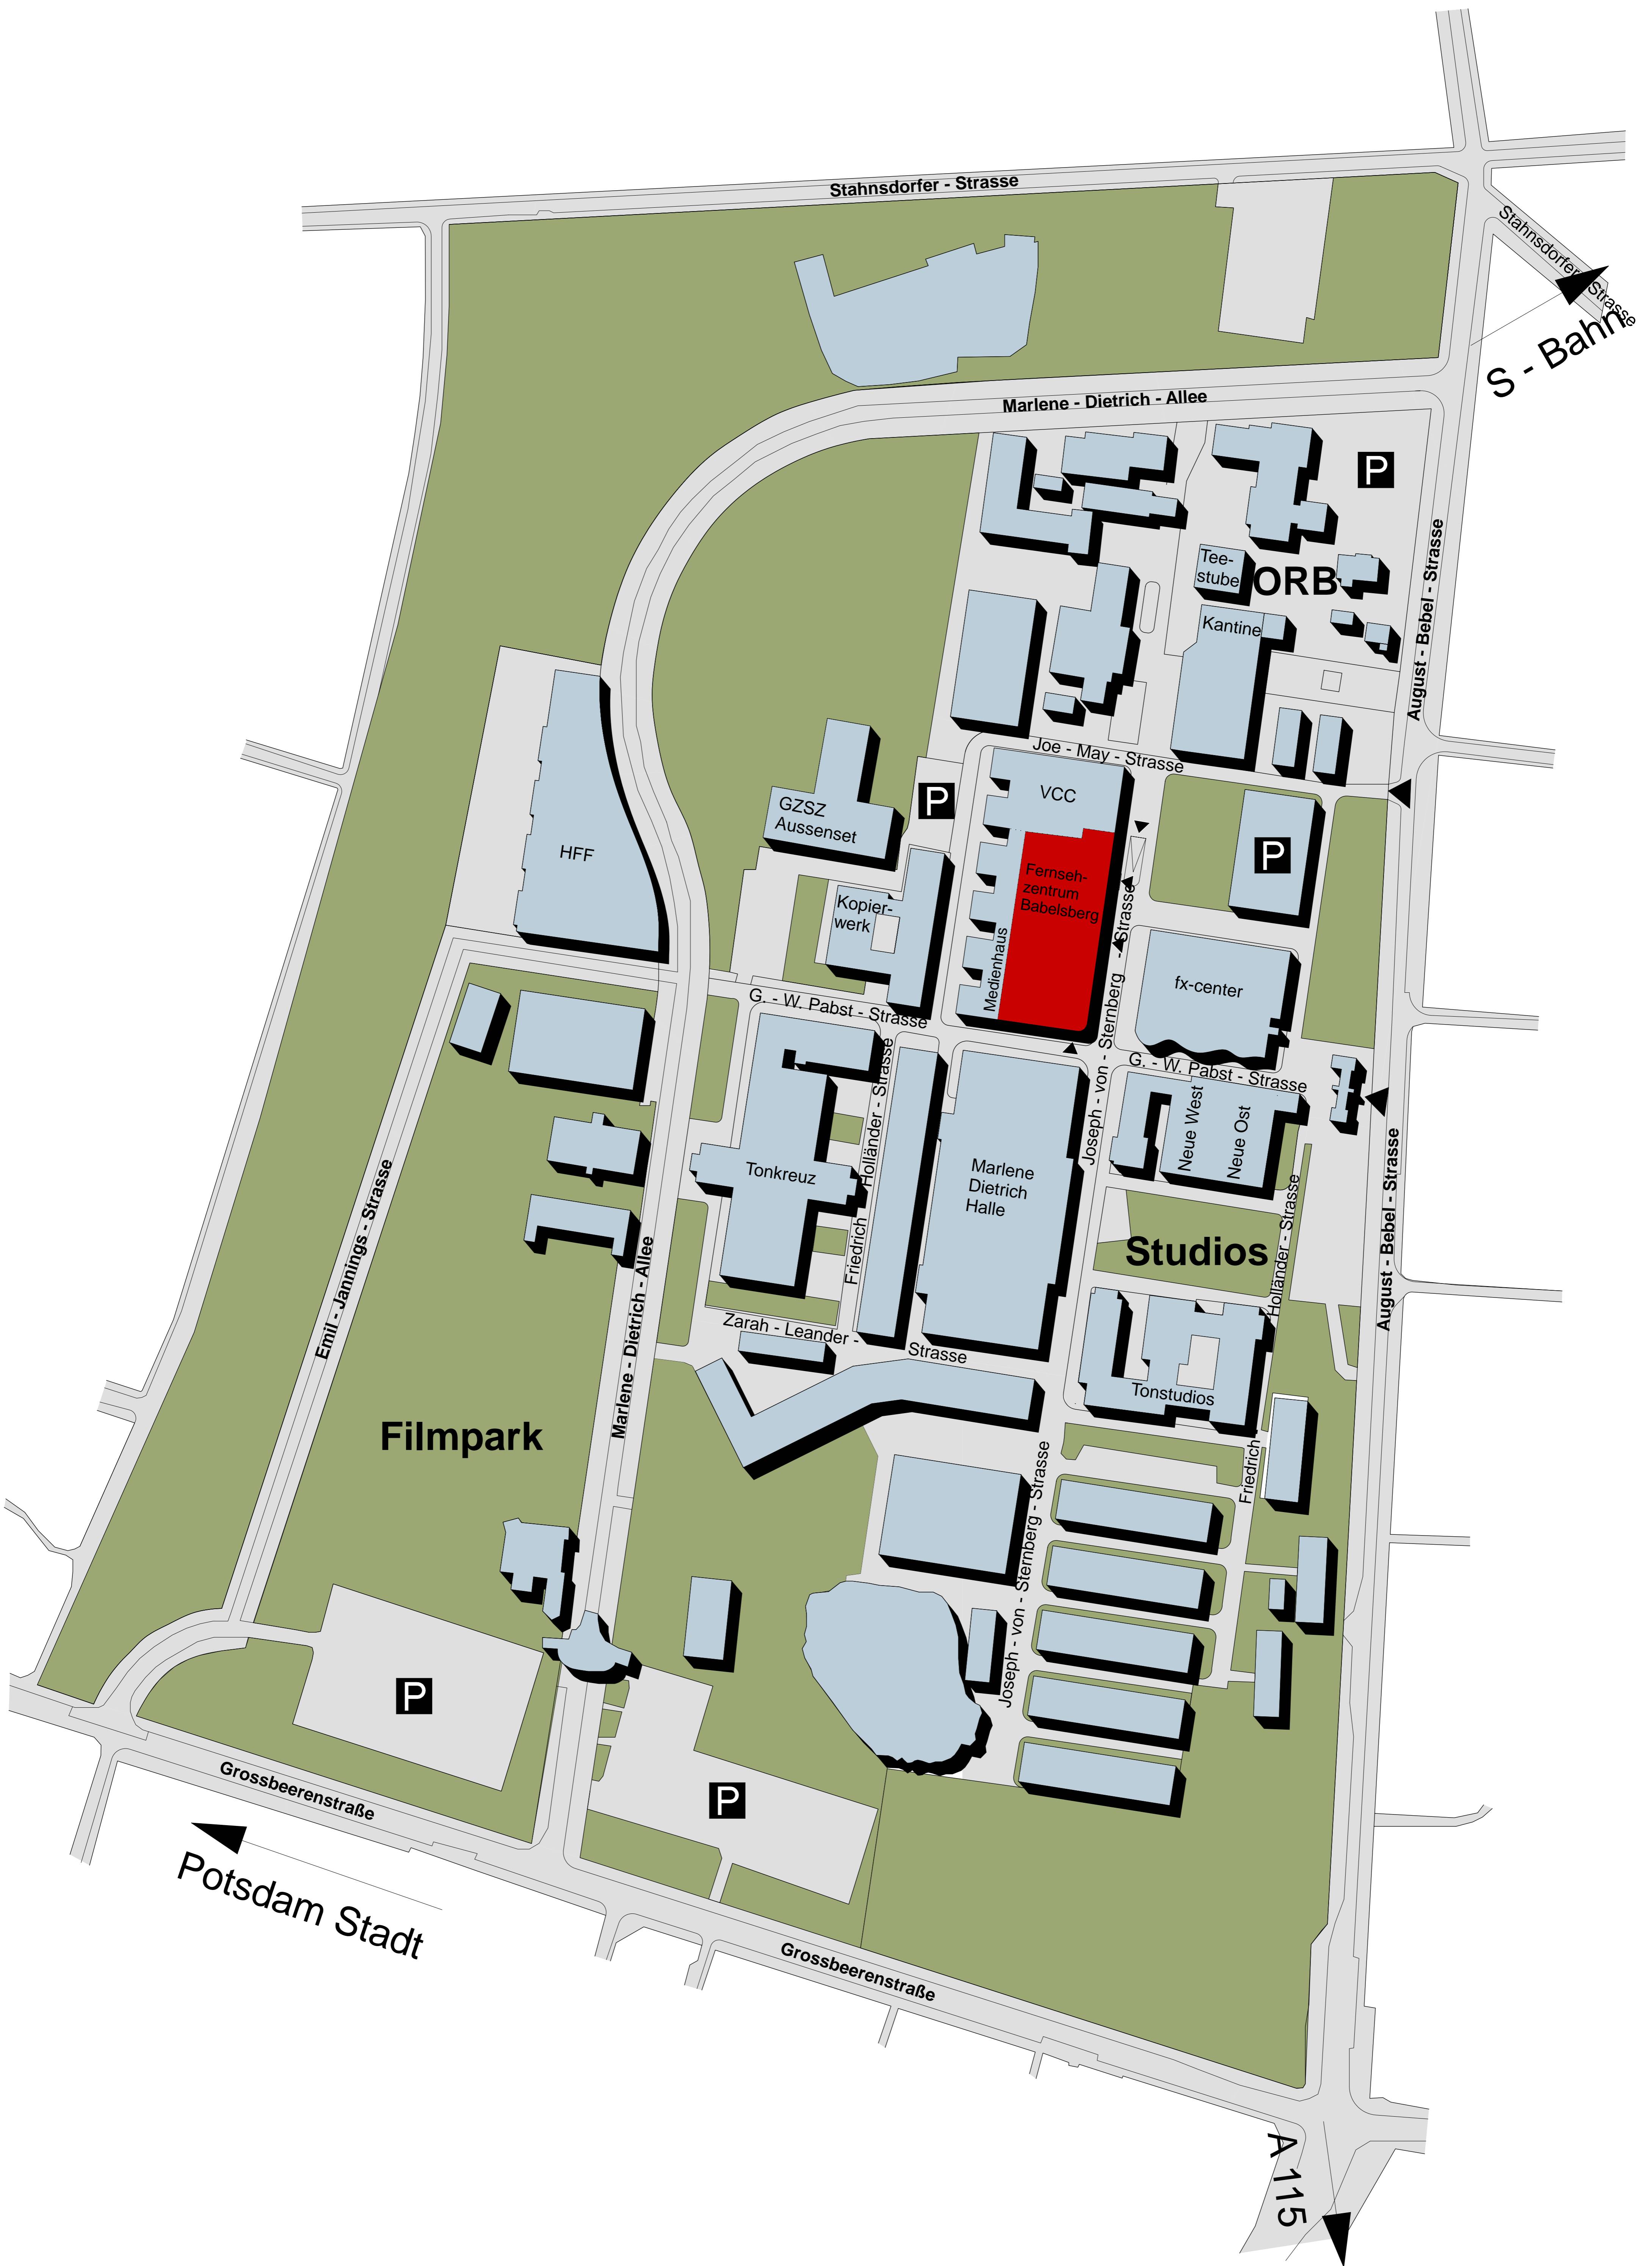 Stahnsdorfer - Strasse
Stahnsdorfer - Strasse
S - Bahn
Marlene - Dietrich - Allee
P
August - Bebel - Strasse
Tee-
stube
ORB
Kantine
Joe - May - Strasse
VCC
P
GZSZ
Aussenset
P
HFF
Fernseh-
zentrum
Babelsberg
Kopier-
werk
Medienhaus
Joseph - von - Sternberg - Strasse
fx-center
G. - W. Pabst - Strasse
G. - W. Pabst - Strasse
Friedrich - Holländer - Strasse
Neue West
Neue Ost
Tonkreuz
Marlene
Dietrich
Halle
Studios
Friedrich - Holländer - Strasse
August - Bebel - Strasse
Emil - Jannings - Strasse
Marlene - Dietrich - Allee
Zarah - Leander - Strasse
Tonstudios
Filmpark
Joseph - von - Sternberg - Strasse
P
P
Grossbeerenstraße
Potsdam Stadt
Grossbeerenstraße
A 115